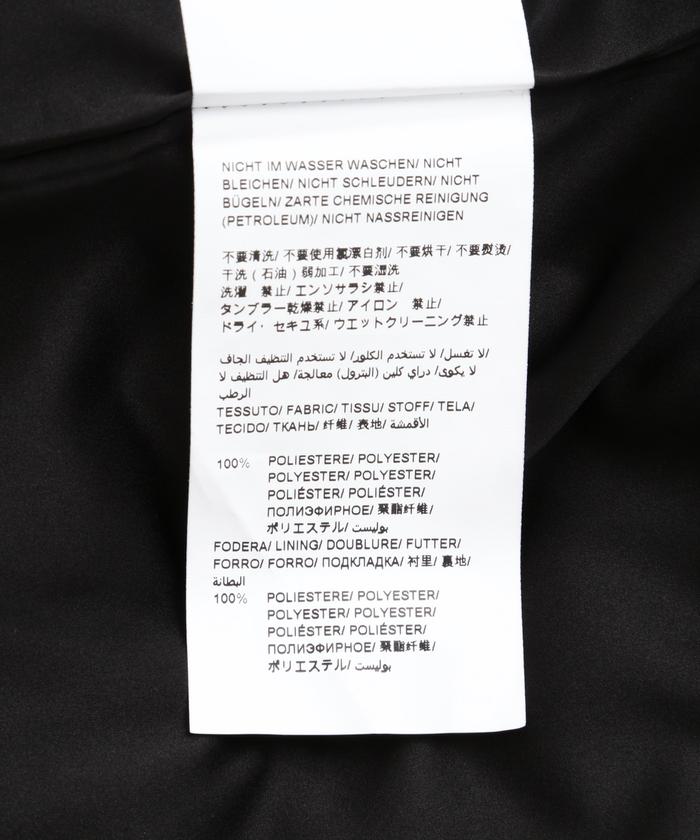 NICHT IM WASSER WASCHEN/ NICHT
BLEICHEN/ NICHT SCHLEUDERN/ NICHT
BÜGELN/ ZARTE CHEMISCHE REINIGUNG
(PETROLEUM)/ NICHT NASSREINIGEN
不要清洗/ 不要使用氯漂白剂/ 不要烘干/ 不要熨烫/
干洗 ( 石油 ) 弱加工/ 不要湿洗
洗濯　禁止/ エンソサラシ禁止/
タンブラー乾燥禁止/ アイロン　禁止/
ドライ・ セキユ系/ ウエットクリーニング禁止
لا تغسل/ لا تستخدم الكلور/ لا تستخدم التنظيف الجاف/
لا يكوى/ دراي كلين (البترول) معالجة/ هل التنظيف لا
الرطب
TESSUTO/ FABRIC/ TISSU/ STOFF/ TELA/
TECIDO/ ТКАНЬ/ 纤维/ 表地/ الأقمشة
100% POLIESTERE/ POLYESTER/
POLYESTER/ POLYESTER/
POLIÉSTER/ POLIÉSTER/
ПОЛИЭФИРНОЕ/ 聚酯纤维/
ポリエステル/ بوليست
FODERA/ LINING/ DOUBLURE/ FUTTER/
FORRO/ FORRO/ ПОДКЛАДКА/ 衬里/ 裏地/
البطانة
100% POLIESTERE/ POLYESTER/
POLYESTER/ POLYESTER/
POLIÉSTER/ POLIÉSTER/
ПОЛИЭФИРНОЕ/ 聚酯纤维/
ポリエステル/ بوليست